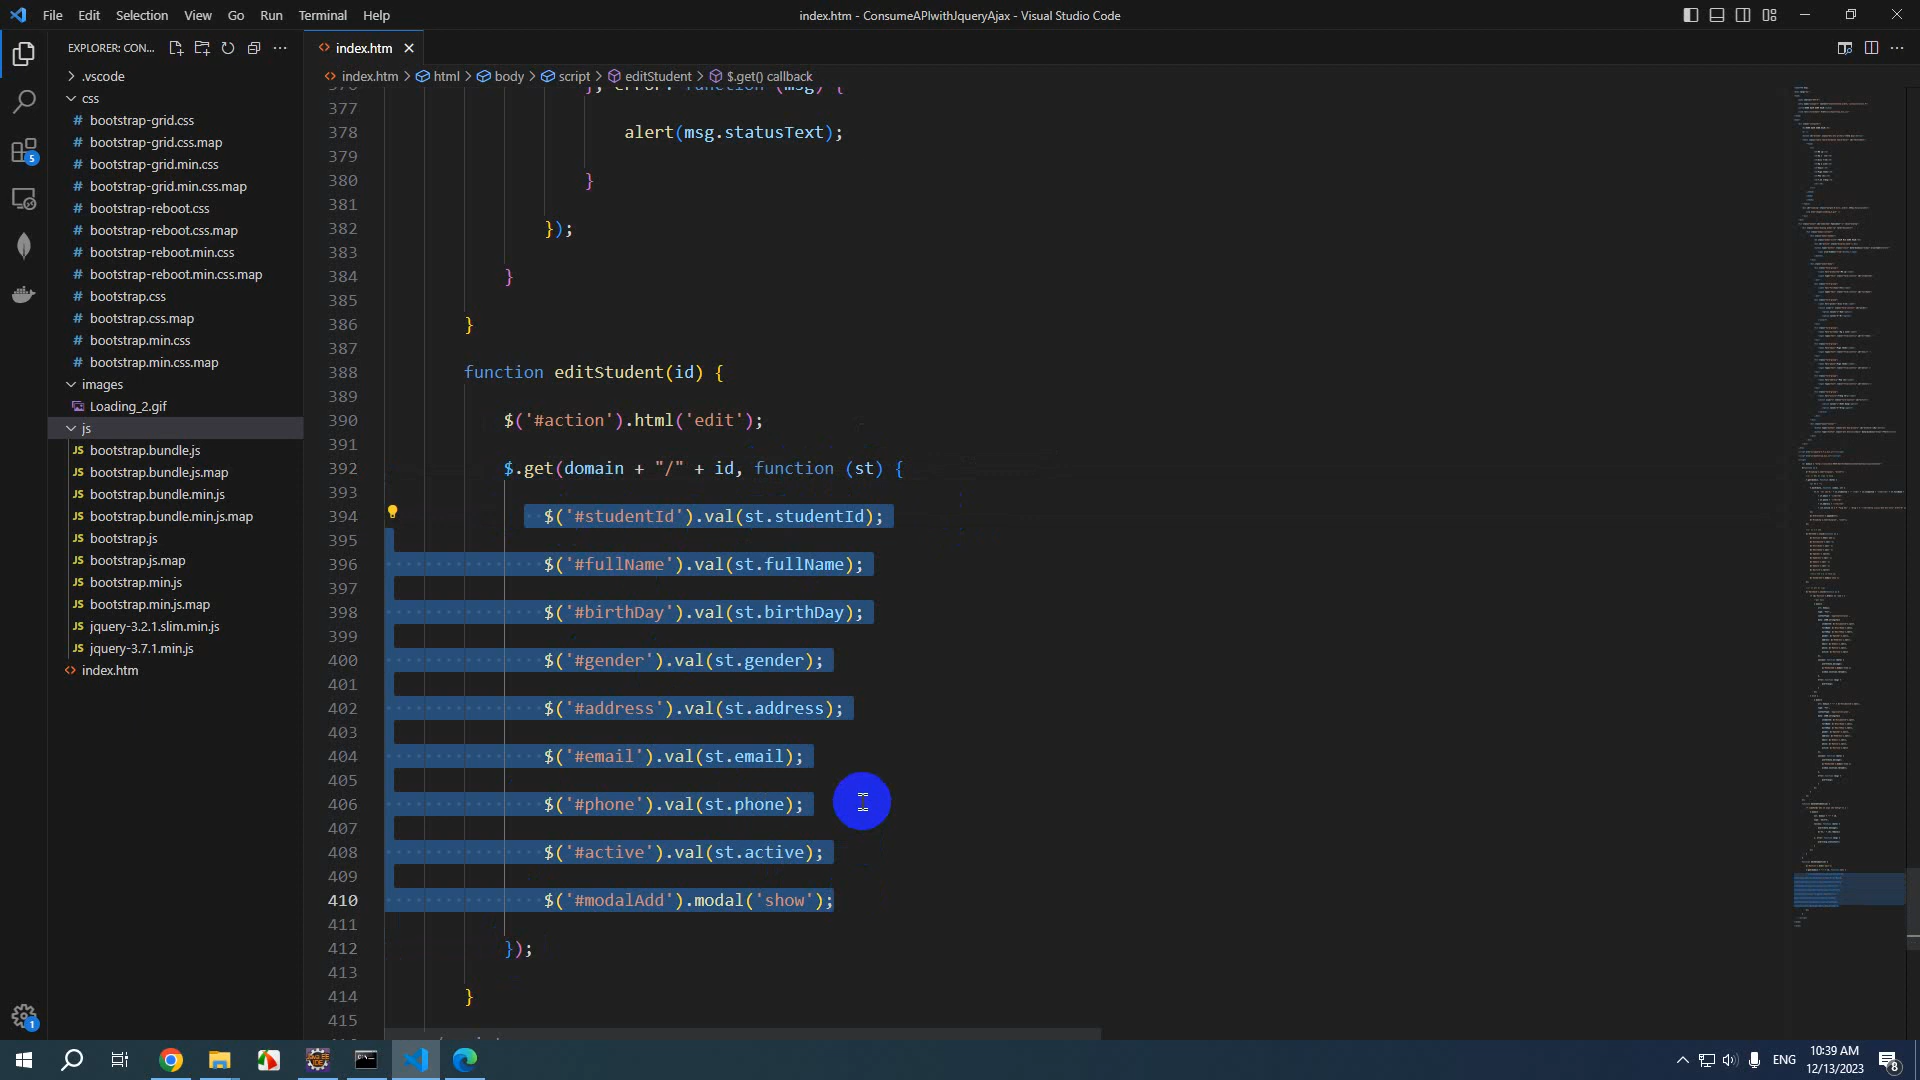 File Edit Selection View Go Run Terminal Help
index.htm - ConsumeAPIwithJqueryAjax - Visual Studio Code
EXPLORER: CON...
index.htm
index.htm > html > body > script > editStudent > $.get() callback
.vscode
css
bootstrap-grid.css
bootstrap-grid.css.map
bootstrap-grid.min.css
bootstrap-grid.min.css.map
bootstrap-reboot.css
bootstrap-reboot.css.map
bootstrap-reboot.min.css
bootstrap-reboot.min.css.map
bootstrap.css
bootstrap.css.map
bootstrap.min.css
bootstrap.min.css.map
images
Loading_2.gif
js
bootstrap.bundle.js
bootstrap.bundle.js.map
bootstrap.bundle.min.js
bootstrap.bundle.min.js.map
bootstrap.js
bootstrap.js.map
bootstrap.min.js
bootstrap.min.js.map
jquery-3.2.1.slim.min.js
jquery-3.7.1.min.js
index.htm
5
1
376 }, error: function (msg) {
377
378 alert(msg.statusText);
379
380 }
381
382 });
383
384 }
385
386 }
387
388 function editStudent(id) {
389
390 $('#action').html('edit');
391
392 $.get(domain + "/" + id, function (st) {
393
394 $('#studentId').val(st.studentId);
395
396 $('#fullName').val(st.fullName);
397
398 $('#birthDay').val(st.birthDay);
399
400 $('#gender').val(st.gender);
401
402 $('#address').val(st.address);
403
404 $('#email').val(st.email);
405
406 $('#phone').val(st.phone);
407
408 $('#active').val(st.active);
409
410 $('#modalAdd').modal('show');
411
412 });
413
414 }
415
ENG
10:39 AM
12/13/2023
8